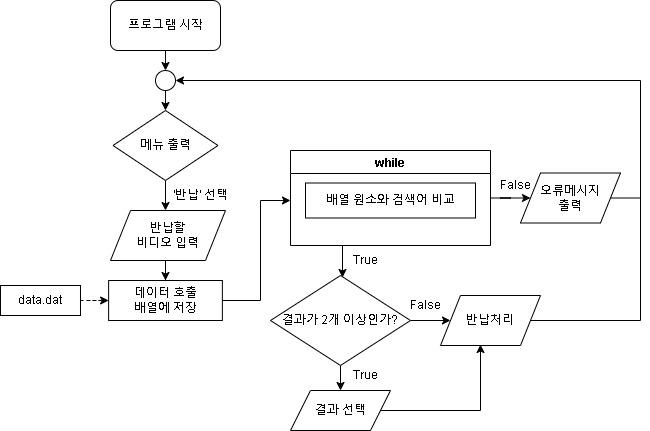 프로그램 시작
메뉴 출력
'반납' 선택
반납할
비디오 입력
data.dat
데이터 호출
배열에 저장
while
배열 원소와 검색어 비교
False
오류메시지
출력
True
결과가 2개 이상인가?
False
반납처리
True
결과 선택